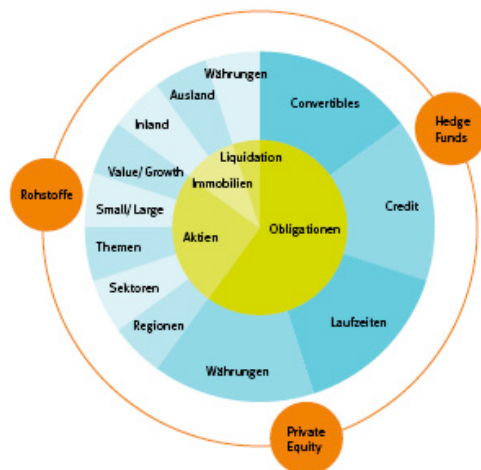 Währungen
Ausland
Inland
Value/Growth
Small/Large
Themen
Sektoren
Regionen
Convertibles
Credit
Laufzeiten
Währungen
Liquidation
Immobilien
Aktien
Obligationen
Hedge
Funds
Rohstoffe
Private
Equity